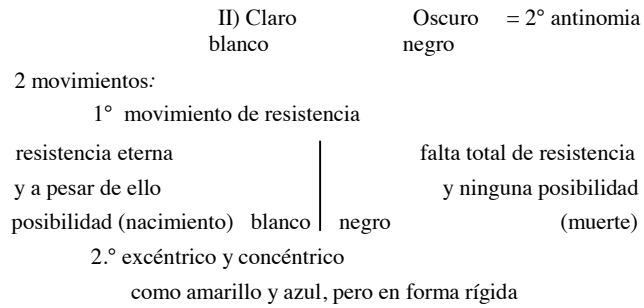 II) Claro Oscuro = 2° antinomia
blanco negro
2 movimientos:
1° movimiento de resistencia
resistencia eterna falta total de resistencia
y a pesar de ello y ninguna posibilidad
posibilidad (nacimiento) blanco negro (muerte)
2.° excéntrico y concéntrico
como amarillo y azul, pero en forma rígida